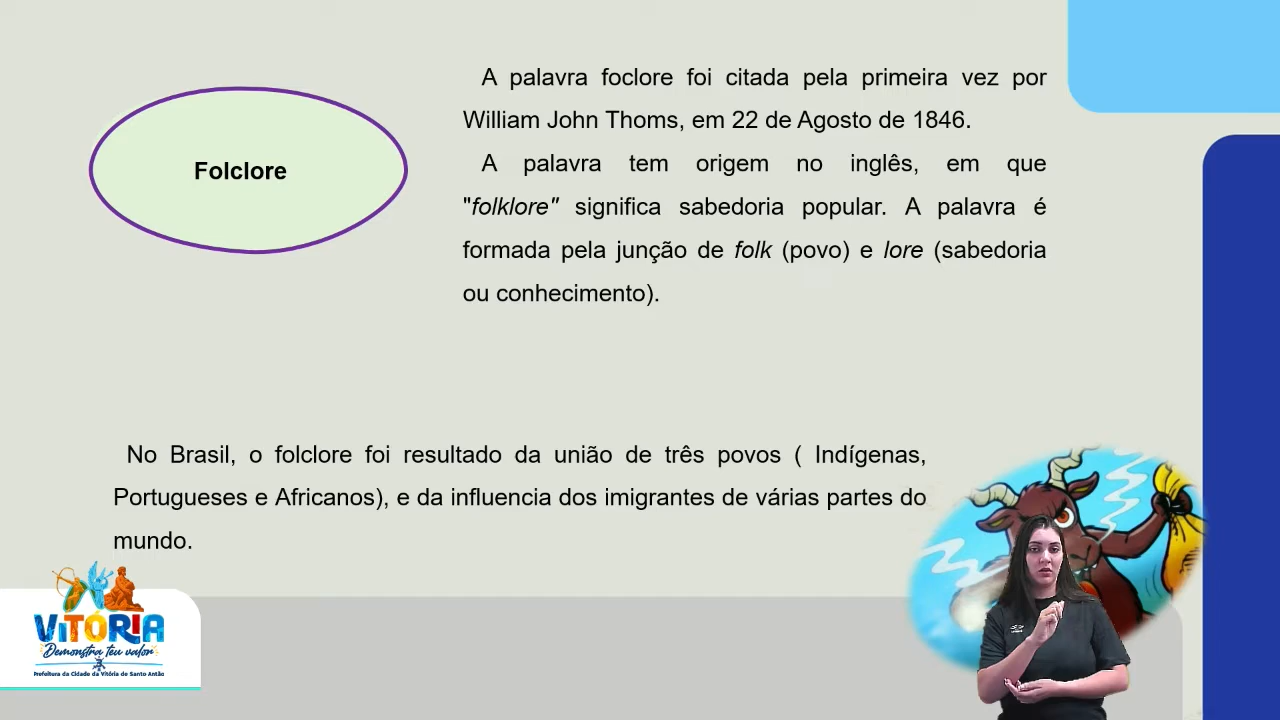 Folclore
A palavra foclore foi citada pela primeira vez por
William John Thoms, em 22 de Agosto de 1846.
A palavra tem origem no inglês, em que
"folklore" significa sabedoria popular. A palavra é
formada pela junção de folk (povo) e lore (sabedoria
ou conhecimento).
No Brasil, o folclore foi resultado da união de três povos ( Indígenas,
Portugueses e Africanos), e da influencia dos imigrantes de várias partes do
mundo.
ViTÓRIA
Demonstra teu valor
Prefeitura da Cidade da Vitória de Santo Antão